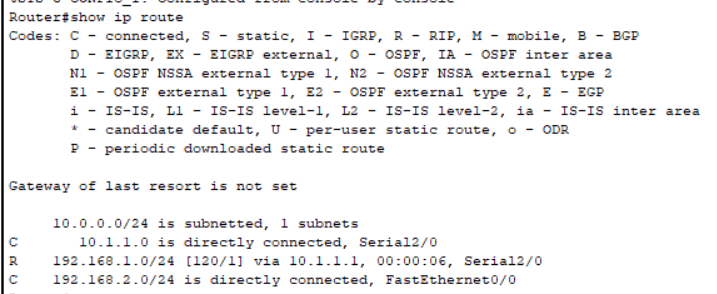 Router#show ip route
Codes: C - connected, S - static, I - IGRP, R - RIP, M - mobile, B - BGP
       D - EIGRP, EX - EIGRP external, O - OSPF, IA - OSPF inter area
       N1 - OSPF NSSA external type 1, N2 - OSPF NSSA external type 2
       E1 - OSPF external type 1, E2 - OSPF external type 2, E - EGP
       i - IS-IS, L1 - IS-IS level-1, L2 - IS-IS level-2, ia - IS-IS inter area
       * - candidate default, U - per-user static route, o - ODR
       P - periodic downloaded static route
Gateway of last resort is not set
     10.0.0.0/24 is subnetted, 1 subnets
C       10.1.1.0 is directly connected, Serial2/0
R    192.168.1.0/24 [120/1] via 10.1.1.1, 00:00:06, Serial2/0
C    192.168.2.0/24 is directly connected, FastEthernet0/0